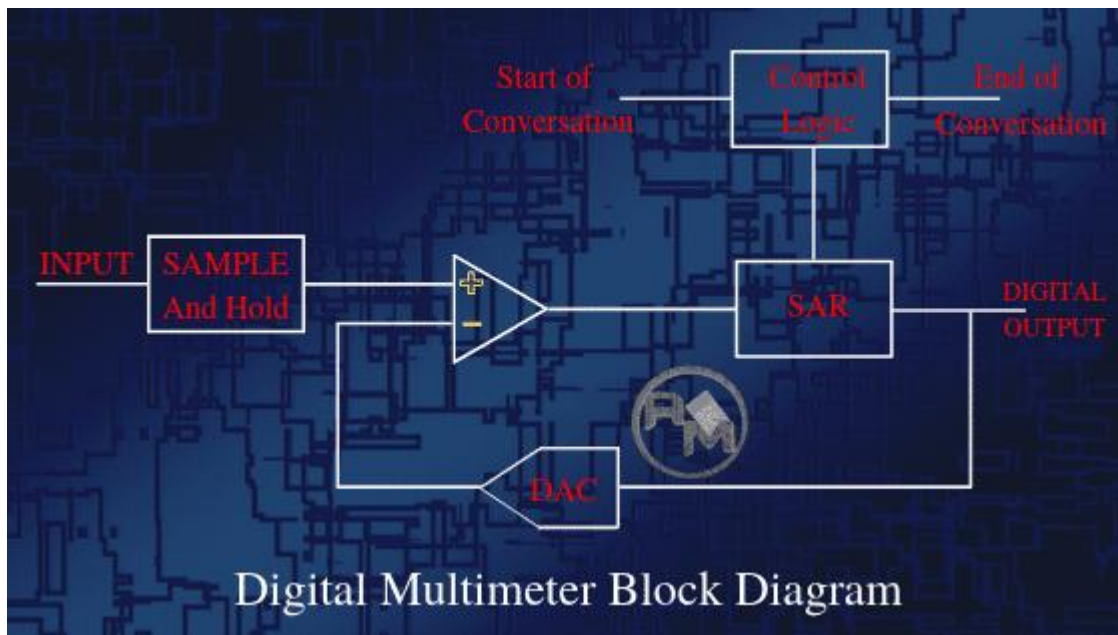 Start of
Conversation
Control
Logic
End of
Conversation
INPUT
SAMPLE
And Hold
+
−
SAR
DIGITAL
OUTPUT
AM
DAC
Digital Multimeter Block Diagram